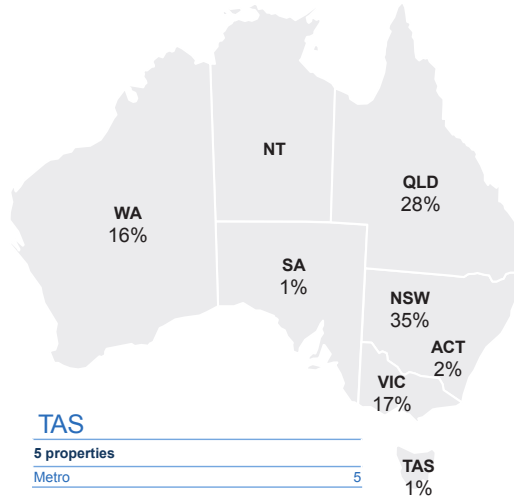 NT
QLD
28%
WA
16%
SA
1%
NSW
35%
ACT
2%
VIC
17%
TAS
5 properties
Metro 5
TAS
1%